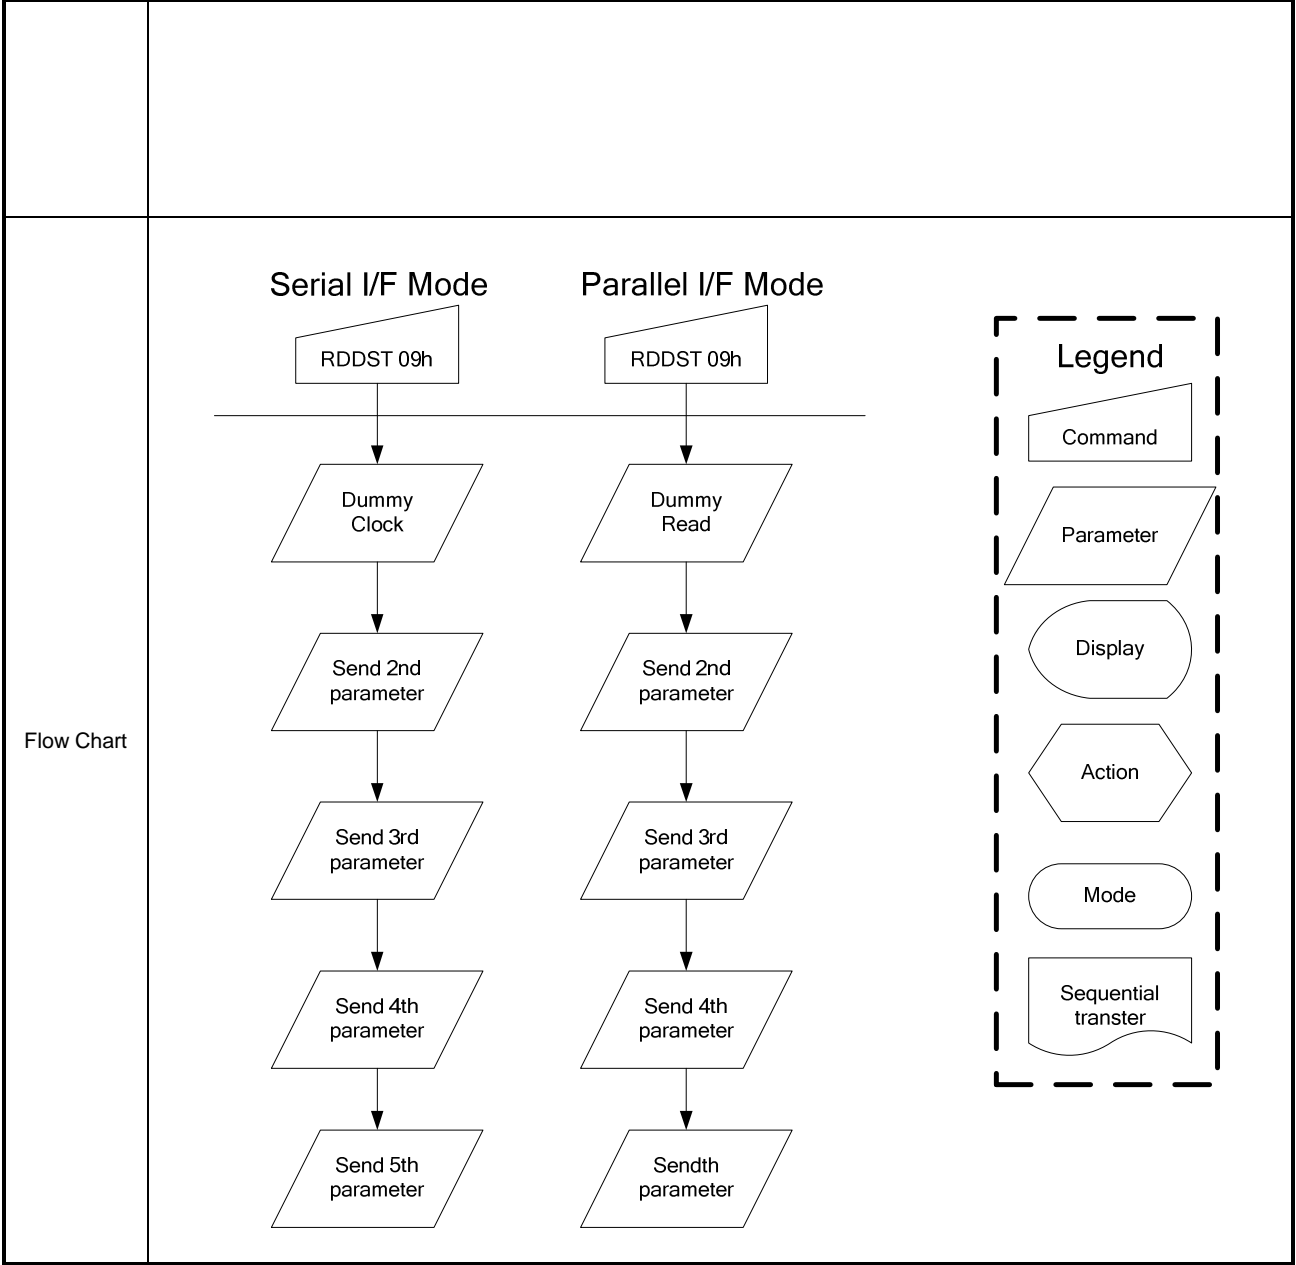 Flow Chart
Serial I/F Mode
RDDST 09h
Dummy
Clock
Send 2nd
parameter
Send 3rd
parameter
Send 4th
parameter
Send 5th
parameter
Parallel I/F Mode
RDDST 09h
Dummy
Read
Send 2nd
parameter
Send 3rd
parameter
Send 4th
parameter
Sendth
parameter
Legend
Command
Parameter
Display
Action
Mode
Sequential
transter